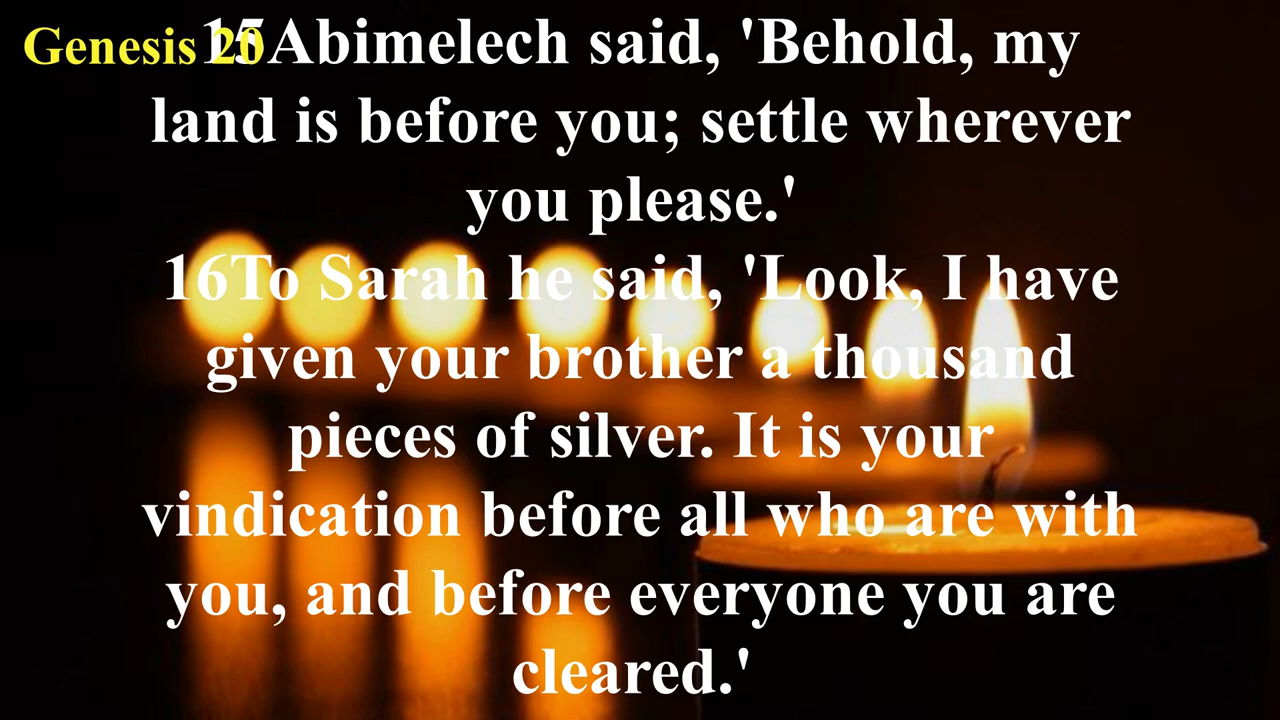 Genesis 20
15Abimelech said, 'Behold, my
land is before you; settle wherever
you please.'
16To Sarah he said, 'Look, I have
given your brother a thousand
pieces of silver. It is your
vindication before all who are with
you, and before everyone you are
cleared.'